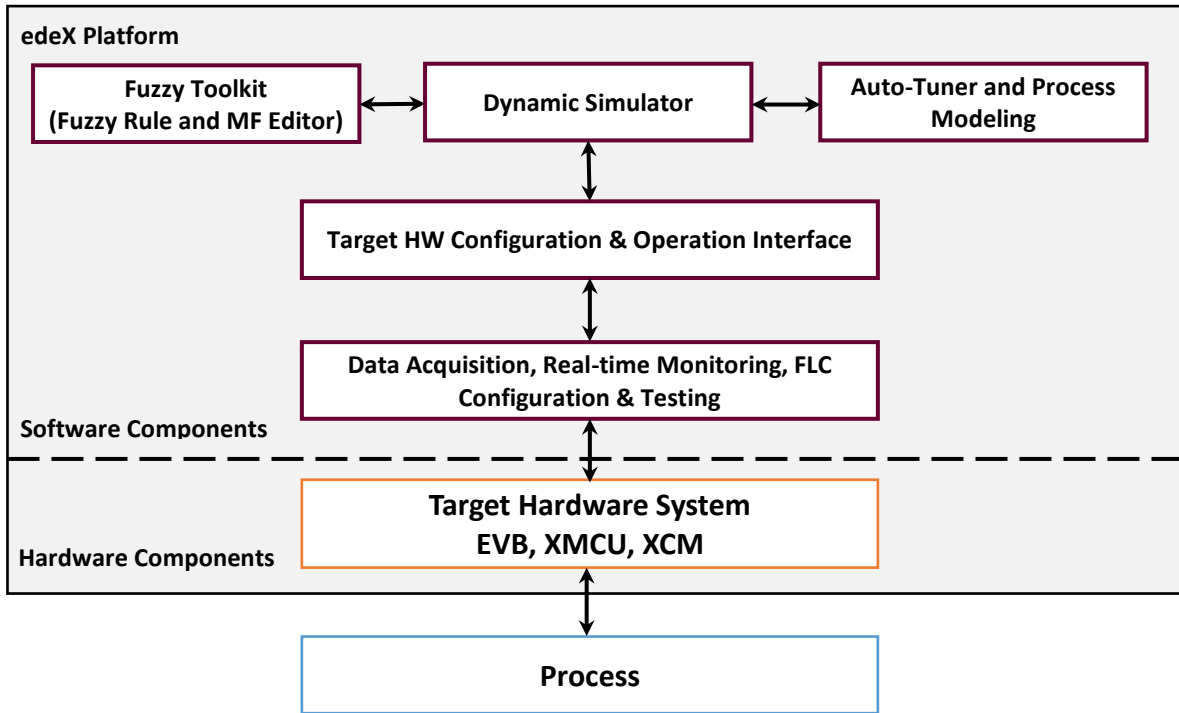 edeX Platform
Fuzzy Toolkit
(Fuzzy Rule and MF Editor)
Dynamic Simulator
Auto-Tuner and Process
Modeling
Target HW Configuration & Operation Interface
Data Acquisition, Real-time Monitoring, FLC
Configuration & Testing
Software Components
Target Hardware System
EVB, XMCU, XCM
Hardware Components
Process